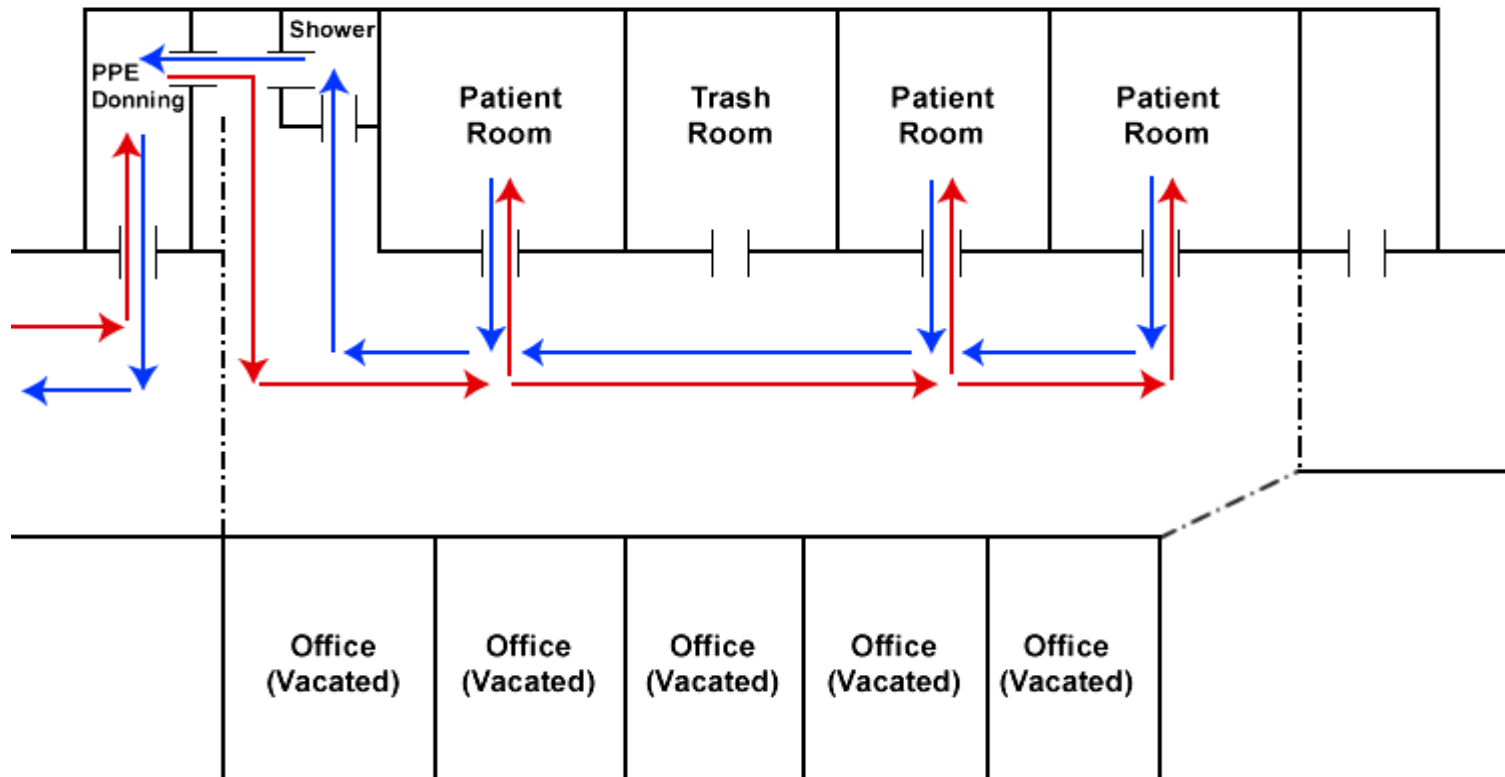 Shower
PPE
Donning
Patient
Room
Trash
Room
Patient
Room
Patient
Room
Office
(Vacated)
Office
(Vacated)
Office
(Vacated)
Office
(Vacated)
Office
(Vacated)